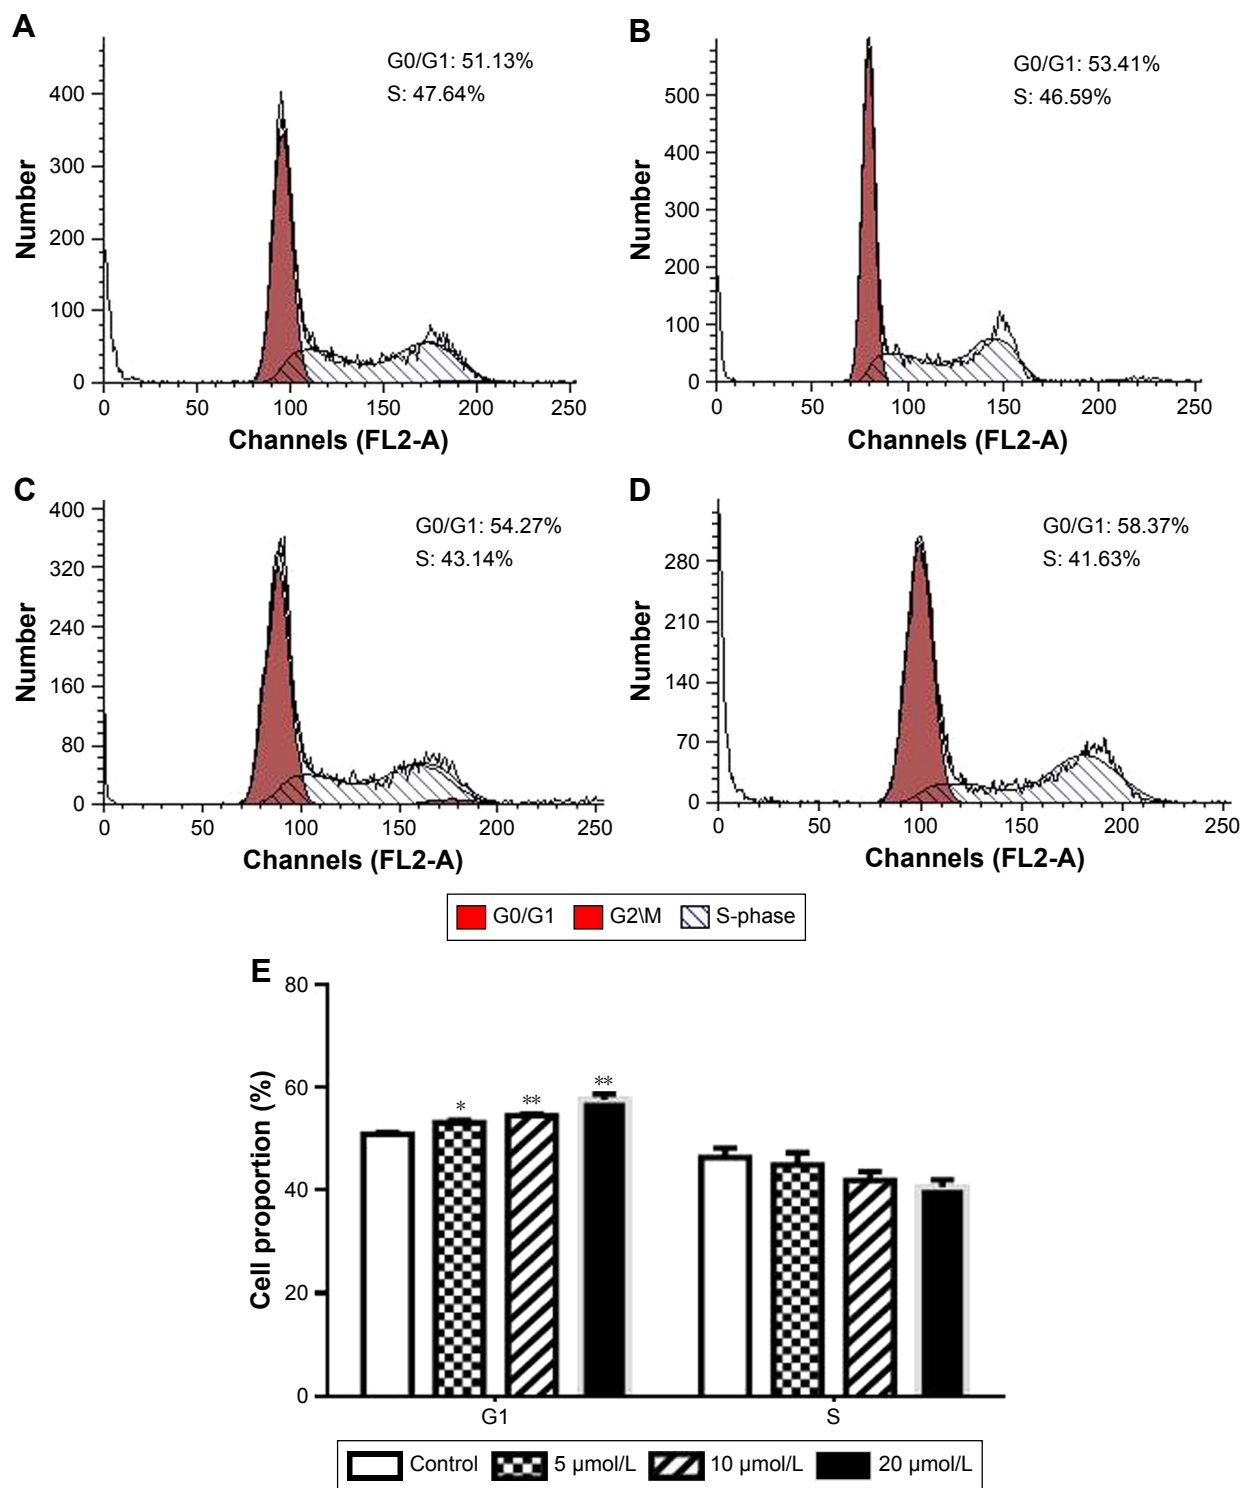 A
G0/G1: 51.13%
S: 47.64%
Number
400
300
200
100
0
0 50 100 150 200 250
Channels (FL2-A)
B
G0/G1: 53.41%
S: 46.59%
Number
500
400
300
200
100
0
0 50 100 150 200 250
Channels (FL2-A)
C
G0/G1: 54.27%
S: 43.14%
Number
400
320
240
160
80
0
0 50 100 150 200 250
Channels (FL2-A)
D
G0/G1: 58.37%
S: 41.63%
Number
280
210
140
70
0
0 50 100 150 200 250
Channels (FL2-A)
G0/G1 G2\M S-phase
E
Cell proportion (%)
80
60
40
20
0
* ** **
G1 S
Control 5 µmol/L 10 µmol/L 20 µmol/L